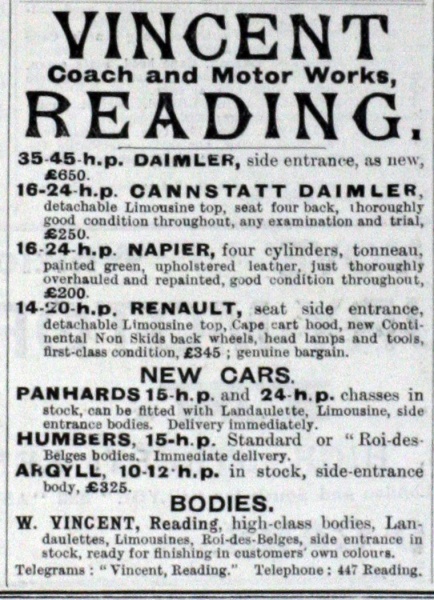 VINCENT
Coach and Motor Works,
READING.
35-45-h.p. DAIMLER, side entrance, as new,
£650.
16-24-h.p. CANNSTATT DAIMLER,
detachable Limousine top, seat four back, thoroughly
good condition throughout, any examination and trial,
£250.
16-24-h.p. NAPIER, four cylinders, tonneau,
painted green, upholstered leather, just thoroughly
overhauled and repainted, good condition throughout,
£200.
14-20-h.p. RENAULT, seat side entrance,
detachable Limousine top, Cape cart hood, new Conti-
nental Non Skids back wheels, head lamps and tools,
first-class condition, £345 ; genuine bargain.
NEW CARS.
PANHARDS 15-h.p. and 24-h.p. chasses in
stock, can be fitted with Landaulette, Limousine, side
entrance bodies. Delivery immediately.
HUMBERS, 15-h.p. Standard or "Roi-des-
Belges bodies. Immediate delivery.
ARGYLL, 10-12-h.p. in stock, side-entrance
body, £325.
BODIES.
W. VINCENT, Reading, high-class bodies, Lan-
daulettes, Limousines, Roi-des-Belges, side entrance in
stock, ready for finishing in customers' own colours.
Telegrams : "Vincent, Reading." Telephone : 447 Reading.